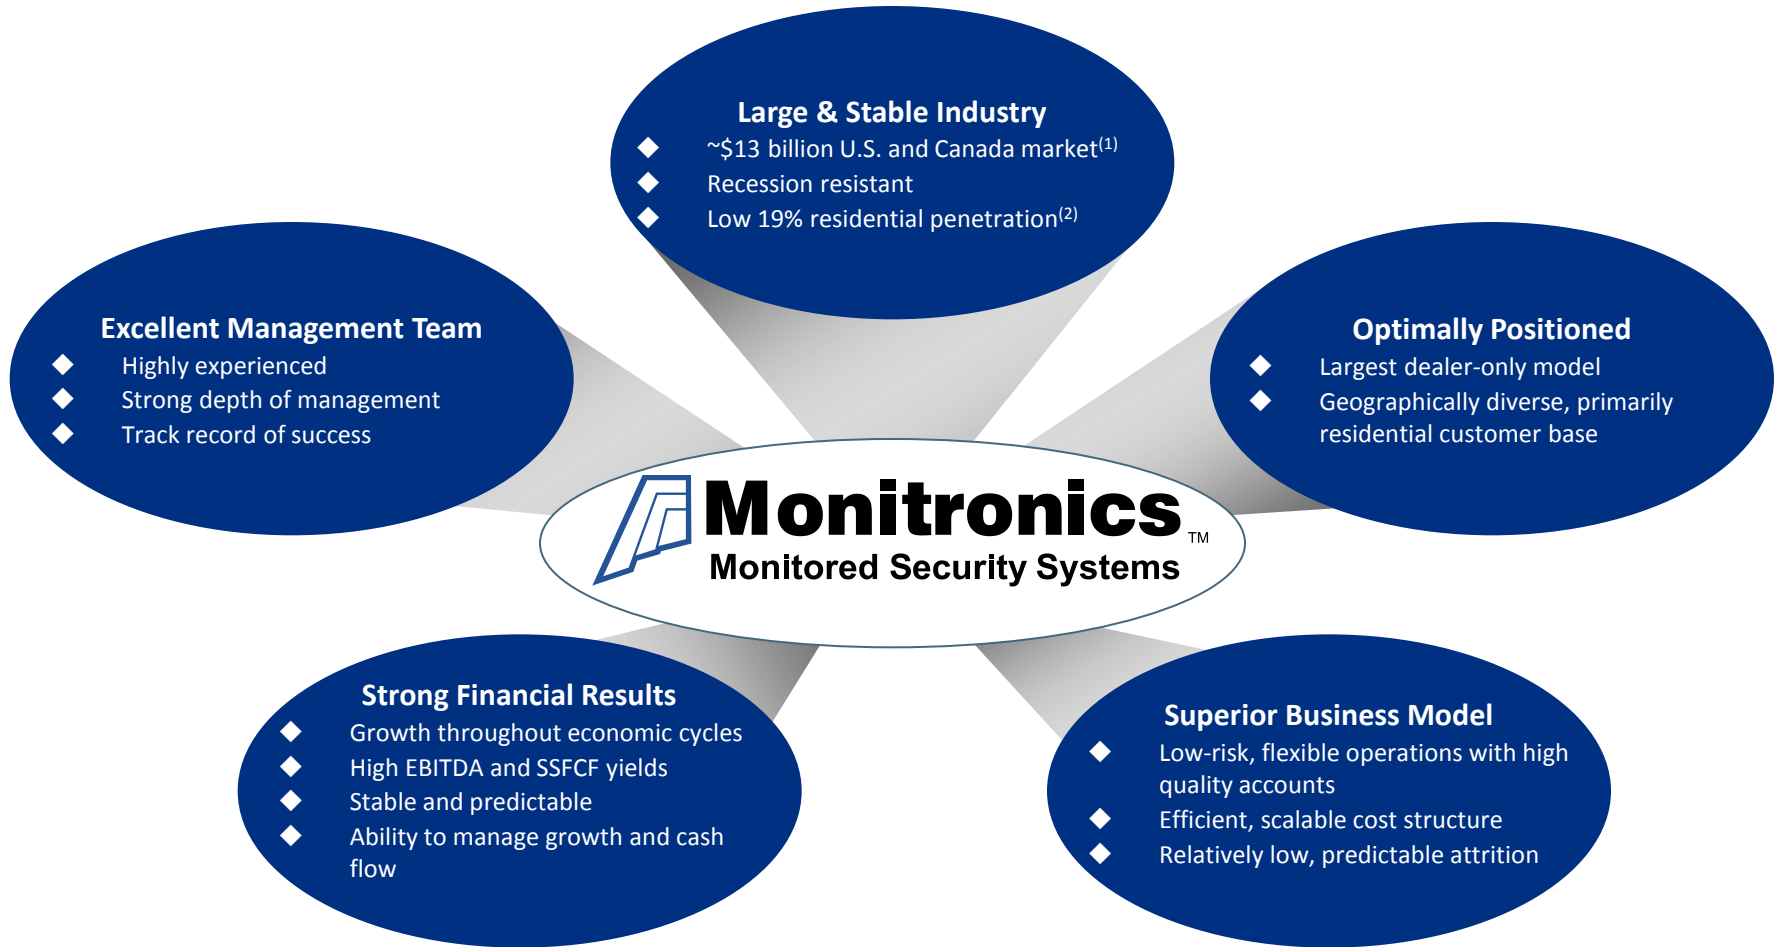 Large & Stable Industry
◆ ~$13 billion U.S. and Canada market(1)
◆ Recession resistant
◆ Low 19% residential penetration(2)
Excellent Management Team
◆ Highly experienced
◆ Strong depth of management
◆ Track record of success
Optimally Positioned
◆ Largest dealer-only model
◆ Geographically diverse, primarily
residential customer base
Monitronics TM
Monitored Security Systems
Strong Financial Results
◆ Growth throughout economic cycles
◆ High EBITDA and SSFCF yields
◆ Stable and predictable
◆ Ability to manage growth and cash
flow
Superior Business Model
◆ Low-risk, flexible operations with high
quality accounts
◆ Efficient, scalable cost structure
◆ Relatively low, predictable attrition